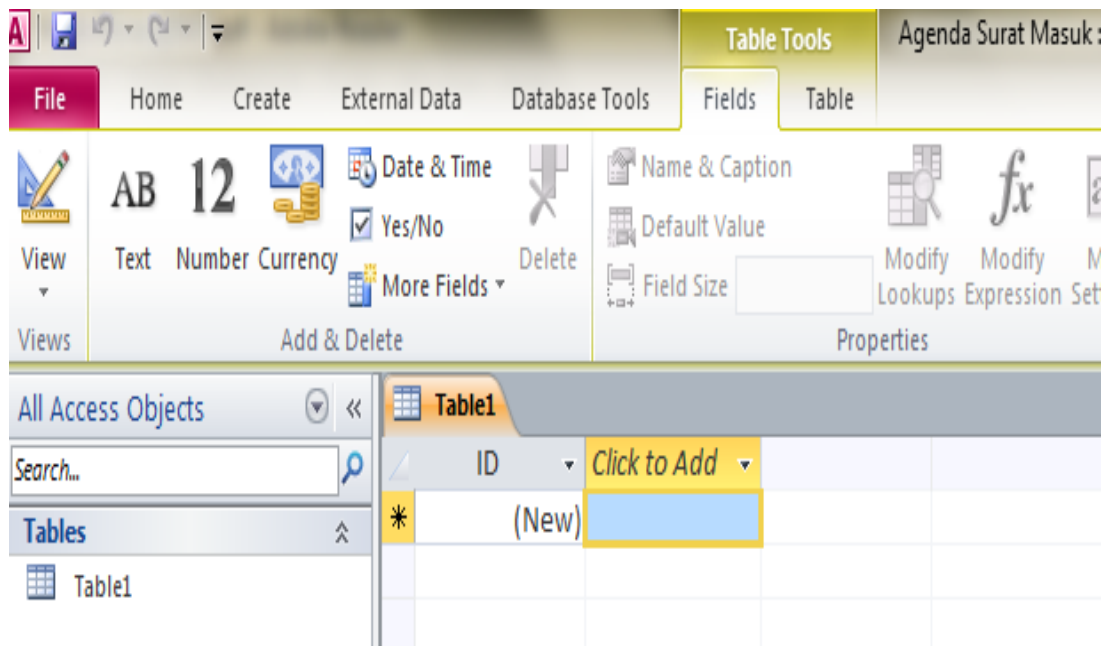 A
Table Tools
Agenda Surat Masuk :
File Home Create External Data Database Tools Fields Table
AB 12 Date & Time Name & Caption fx
Yes/No Default Value
View Text Number Currency Delete Modify Modify
More Fields Field Size Lookups Expression Set
Views Add & Delete Properties
All Access Objects « Table1
Search... ID Click to Add
* (New)
Tables
Table1